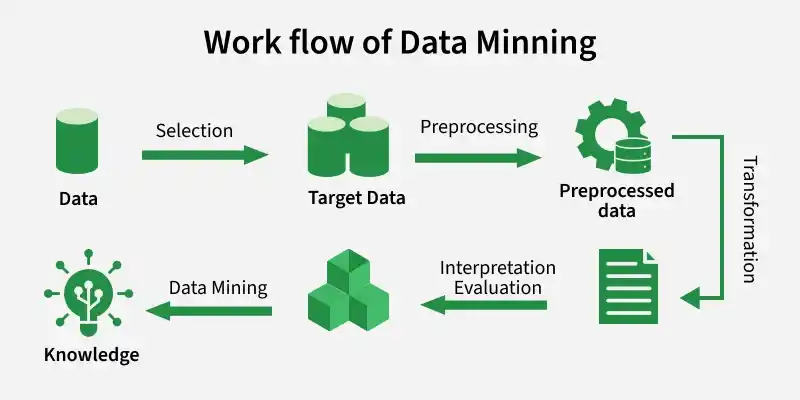 Work flow of Data Minning
Selection
Preprocessing
Data
Target Data
Preprocessed
data
Transformation
Interpretation
Evaluation
Data Mining
Knowledge